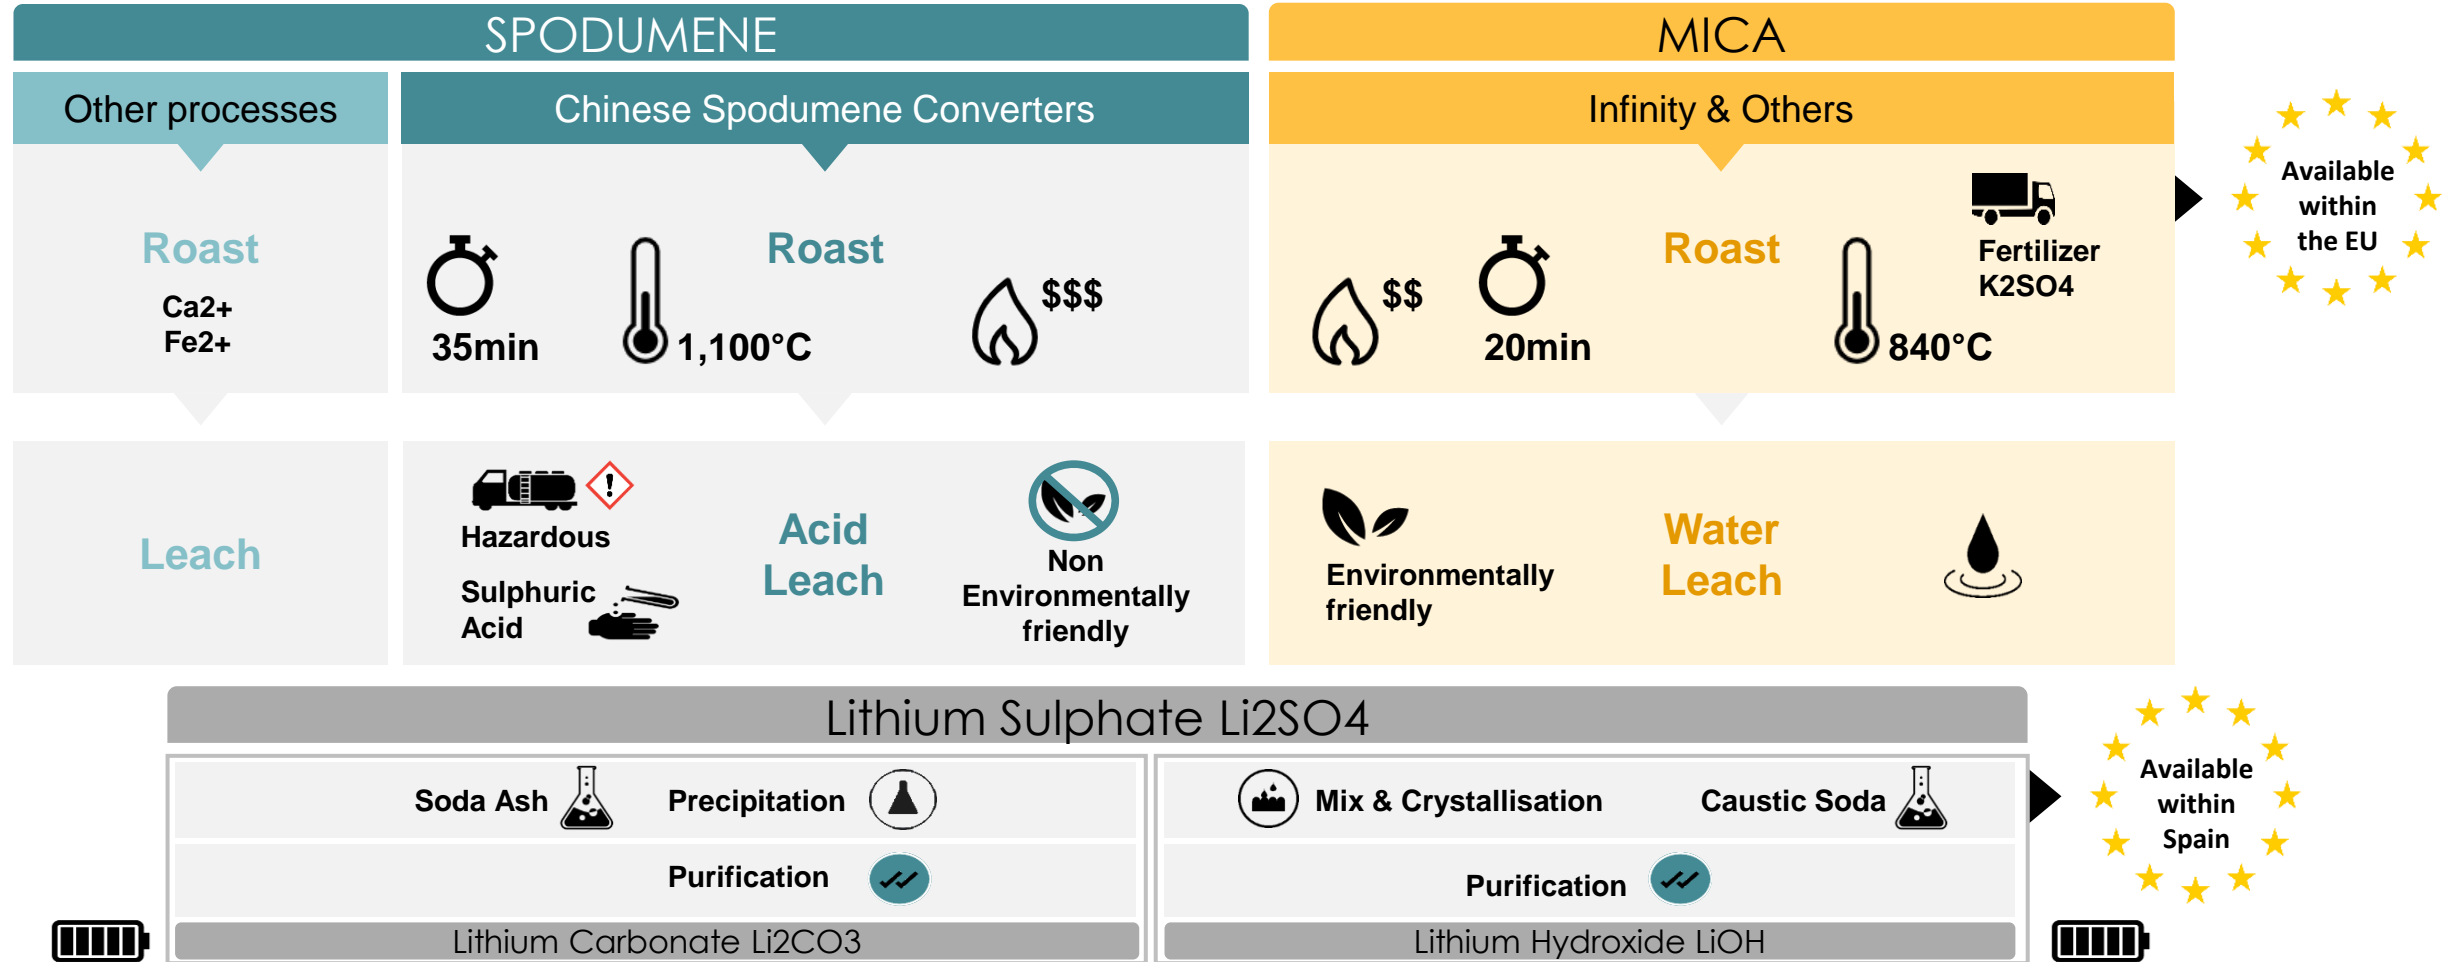 SPODUMENE
MICA
Other processes
Chinese Spodumene Converters
Infinity & Others
Roast
Ca2+
Fe2+
35min
1,100°C
Roast
$$$
$$
20min
Roast
840°C
Fertilizer
K2SO4
Available
within
the EU
Leach
Hazardous
Sulphuric
Acid
Acid
Leach
Non
Environmentally
friendly
Environmentally
friendly
Water
Leach
Lithium Sulphate Li2SO4
Soda Ash
Precipitation
Mix & Crystallisation
Caustic Soda
Available
within
Spain
Purification
Purification
Lithium Carbonate Li2CO3
Lithium Hydroxide LiOH